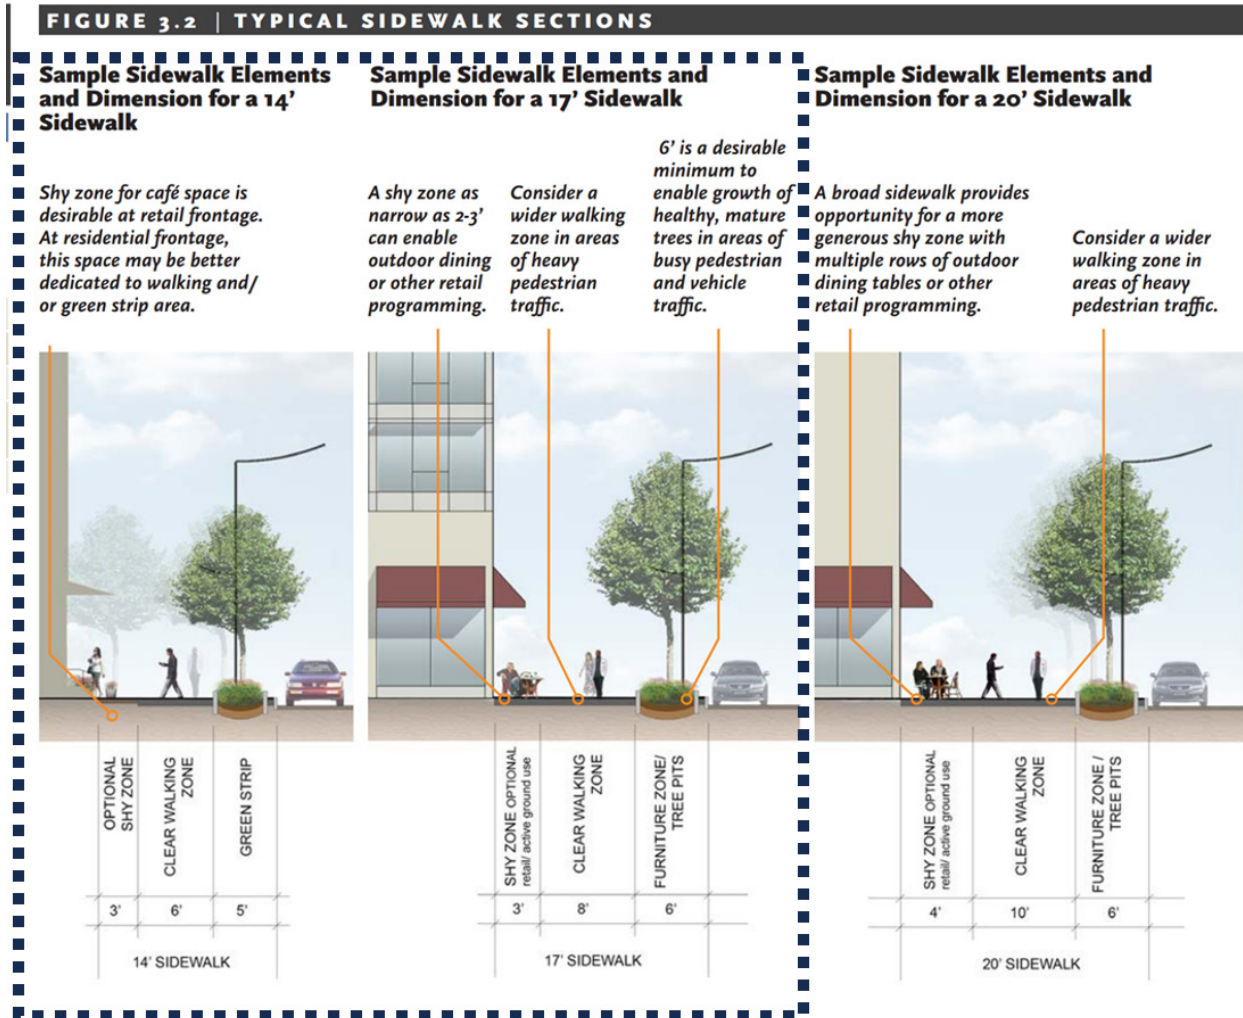 FIGURE 3.2 | TYPICAL SIDEWALK SECTIONS
Sample Sidewalk Elements
and Dimension for a 14’
Sidewalk
Shy zone for café space is
desirable at retail frontage.
At residential frontage,
this space may be better
dedicated to walking and/
or green strip area.
OPTIONAL
SHY ZONE
CLEAR WALKING
ZONE
GREEN STRIP
3'
6'
5'
14' SIDEWALK
Sample Sidewalk Elements and
Dimension for a 17’ Sidewalk
A shy zone as
narrow as 2-3’
can enable
outdoor dining
or other retail
programming.
Consider a
wider walking
zone in areas
of heavy
pedestrian
traffic.
6’ is a desirable
minimum to
enable growth of
healthy, mature
trees in areas of
busy pedestrian
and vehicle
traffic.
SHY ZONE OPTIONAL
retail/ active ground use
CLEAR WALKING
ZONE
FURNITURE ZONE/
TREE PITS
3'
8'
6'
17' SIDEWALK
Sample Sidewalk Elements and
Dimension for a 20’ Sidewalk
A broad sidewalk provides
opportunity for a more
generous shy zone with
multiple rows of outdoor
dining tables or other
retail programming.
Consider a wider
walking zone in
areas of heavy
pedestrian traffic.
SHY ZONE OPTIONAL
retail/ active ground use
CLEAR WALKING
ZONE
FURNITURE ZONE /
TREE PITS
4'
10'
6'
20' SIDEWALK